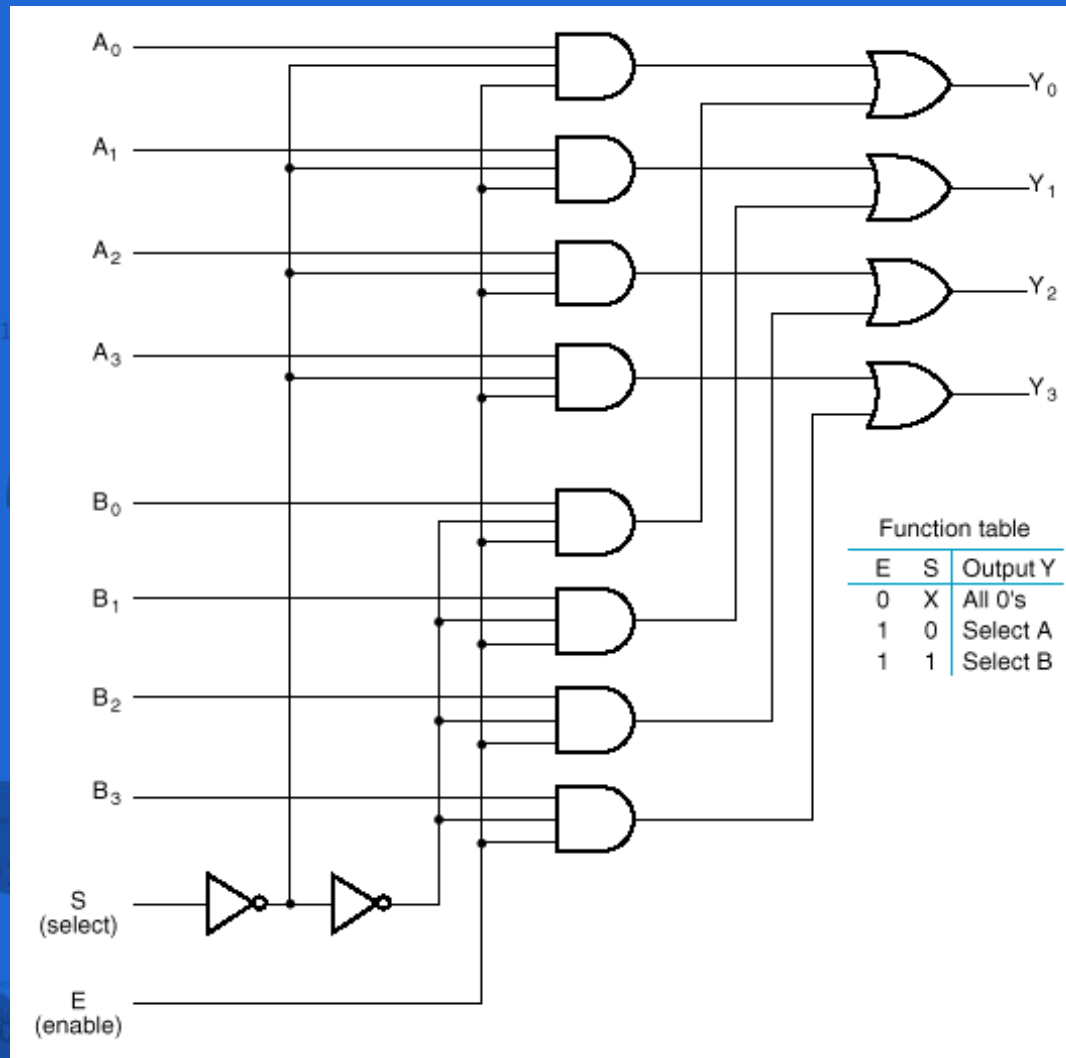 A0
Y0
A1
Y1
A2
Y2
A3
Y3
B0
Function table
E S Output Y
0 X All 0's
1 0 Select A
1 1 Select B
B1
B2
B3
S
(select)
E
(enable)